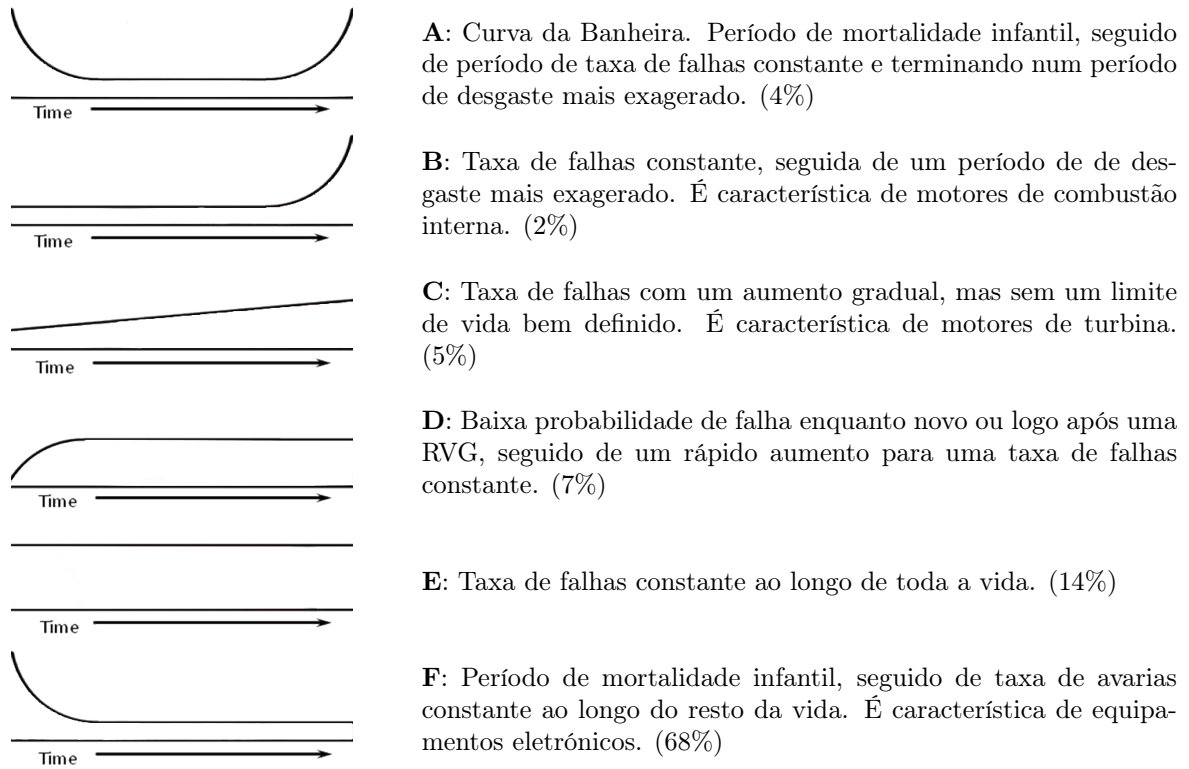 A: Curva da Banheira. Período de mortalidade infantil, seguido
de período de taxa de falhas constante e terminando num período
de desgaste mais exagerado. (4%)
Time
B: Taxa de falhas constante, seguida de um período de de des-
gaste mais exagerado. É característica de motores de combustão
interna. (2%)
Time
C: Taxa de falhas com um aumento gradual, mas sem um limite
de vida bem definido. É característica de motores de turbina.
(5%)
Time
D: Baixa probabilidade de falha enquanto novo ou logo após uma
RVG, seguido de um rápido aumento para uma taxa de falhas
constante. (7%)
Time
E: Taxa de falhas constante ao longo de toda a vida. (14%)
Time
F: Período de mortalidade infantil, seguido de taxa de avarias
constante ao longo do resto da vida. É característica de equipa-
mentos eletrónicos. (68%)
Time